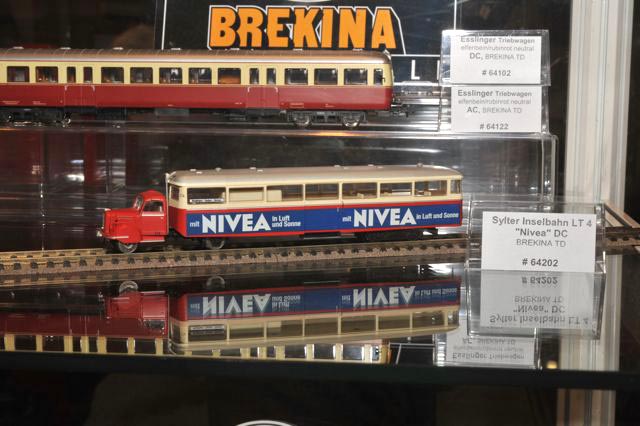 BREKINA
Esslinger Triebwagen
elfenbein/rubinrot neutral
DC, BREKINA TD
# 64102
Esslinger Triebwagen
elfenbein/rubinrot neutral
AC, BREKINA TD
# 64122
mit NIVEA in Luft und Sonne mit NIVEA in Luft und Sonne
Sylter Inselbahn LT 4
"Nivea" DC
BREKINA TD
# 64202